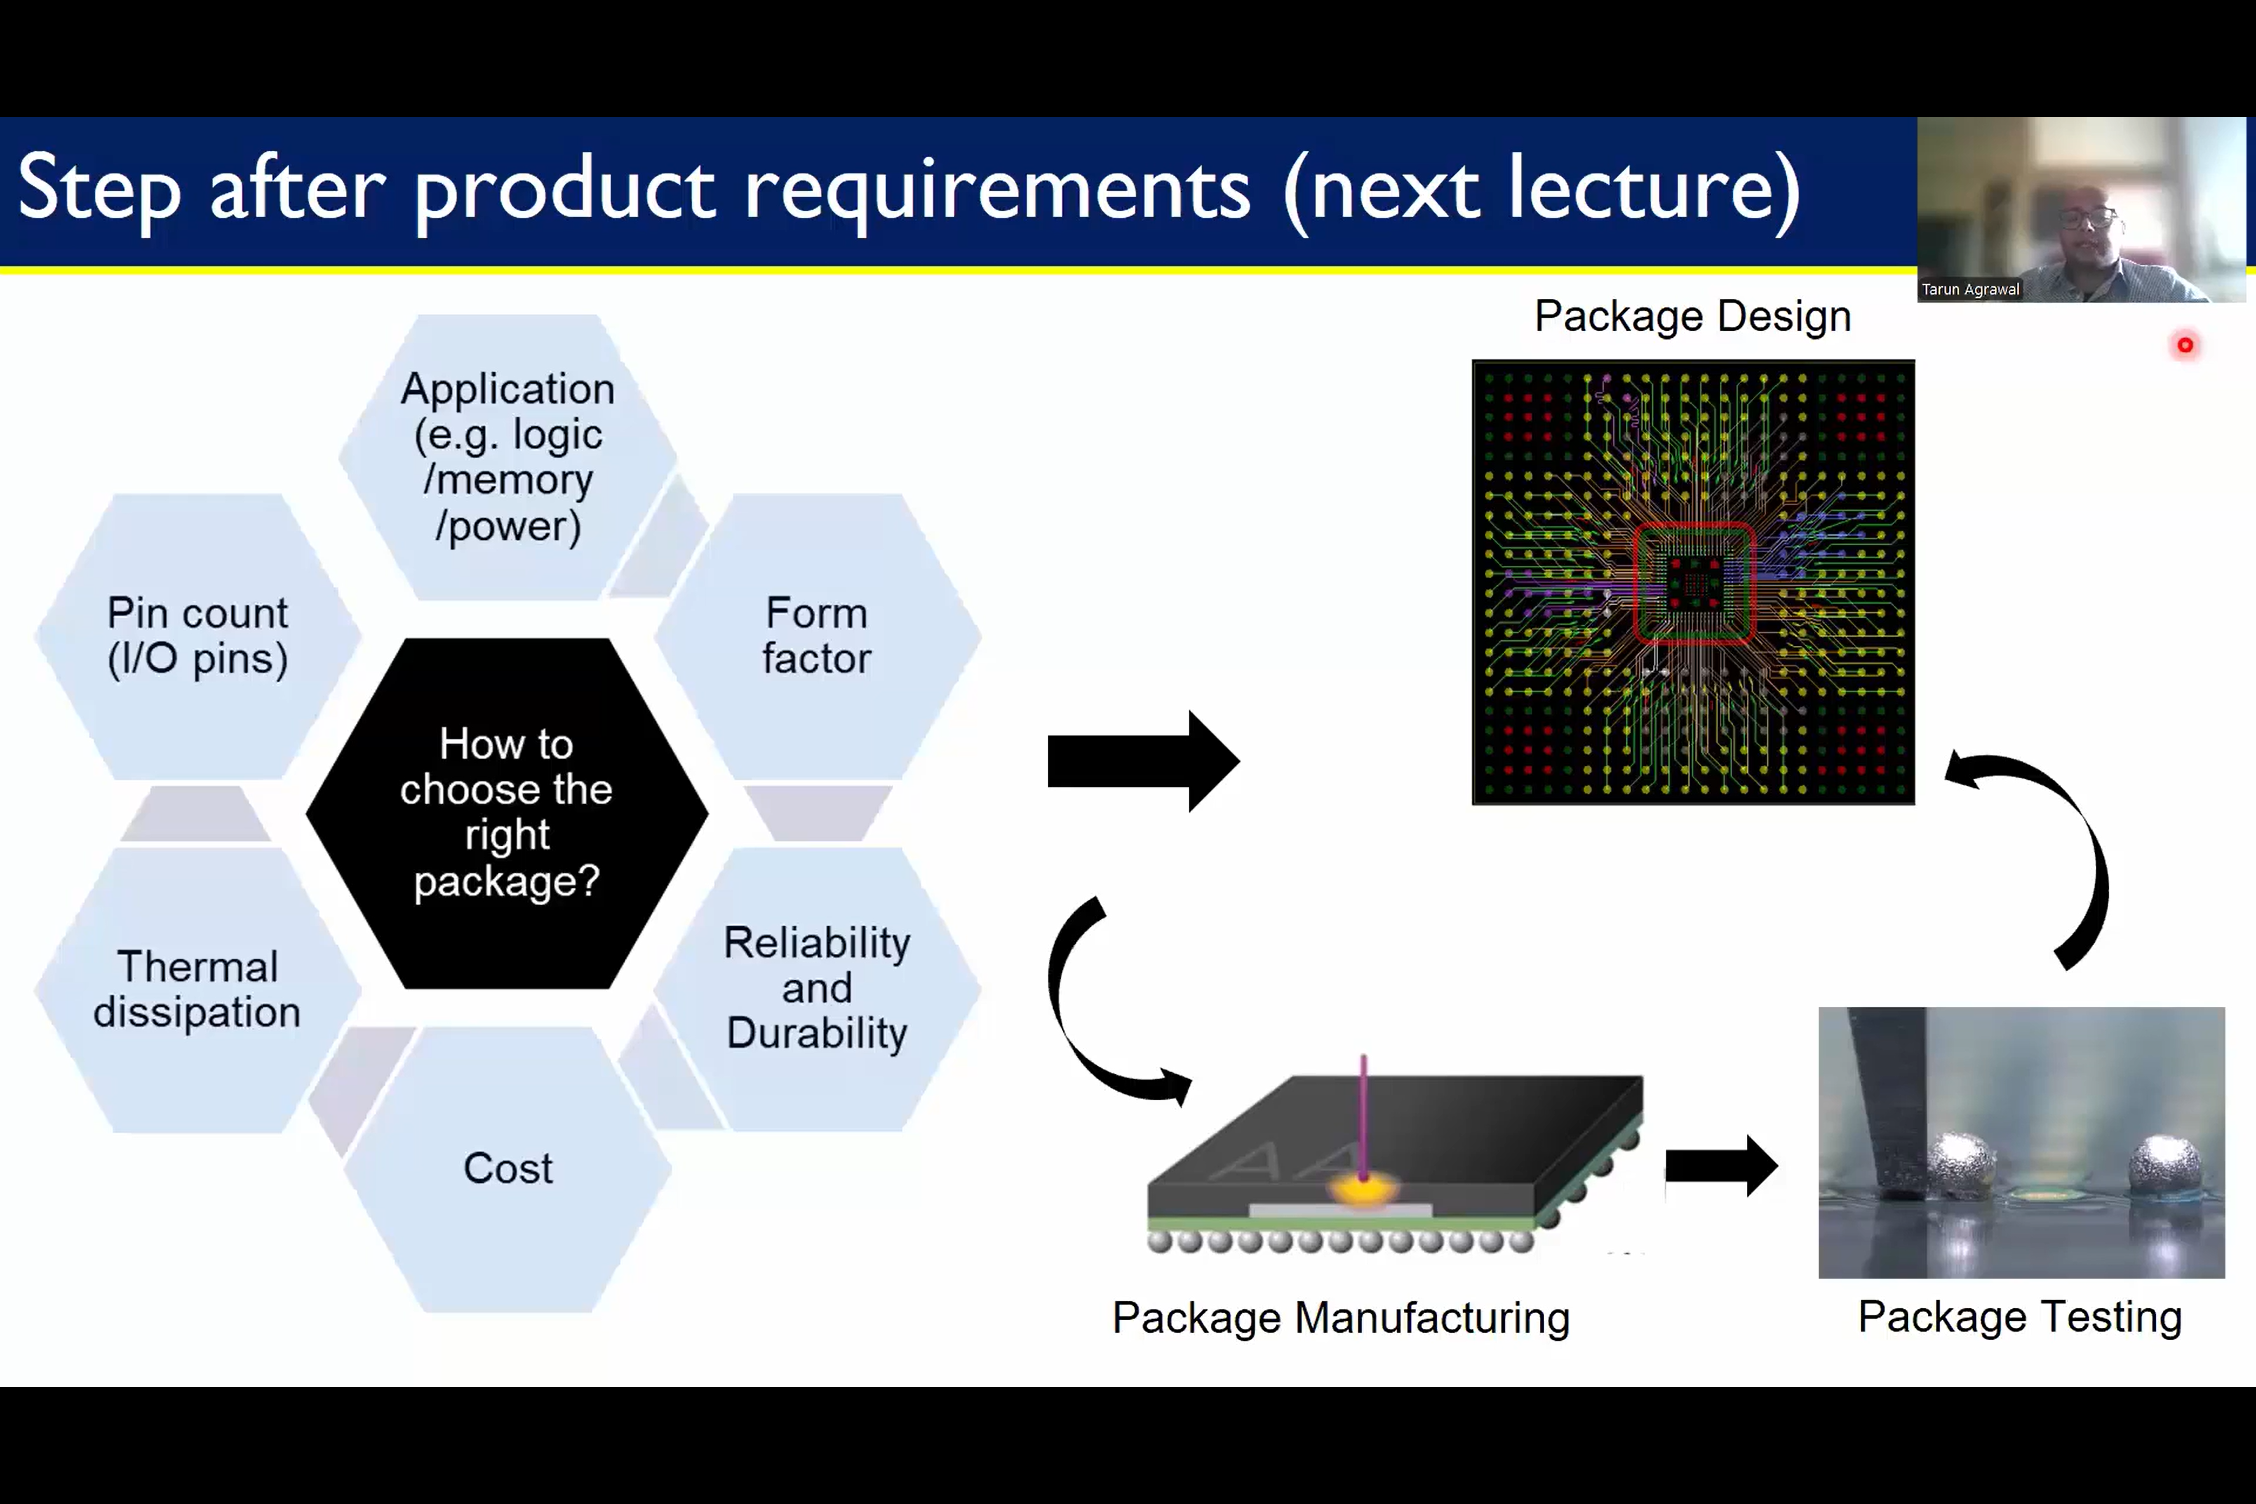 Step after product requirements (next lecture)
Tarun Agrawal
Package Design
Application
(e.g. logic
/memory
/power)
Pin count
(I/O pins)
Form
factor
How to
choose the
right
package?
Thermal
dissipation
Reliability
and
Durability
Cost
AA
Package Manufacturing
Package Testing